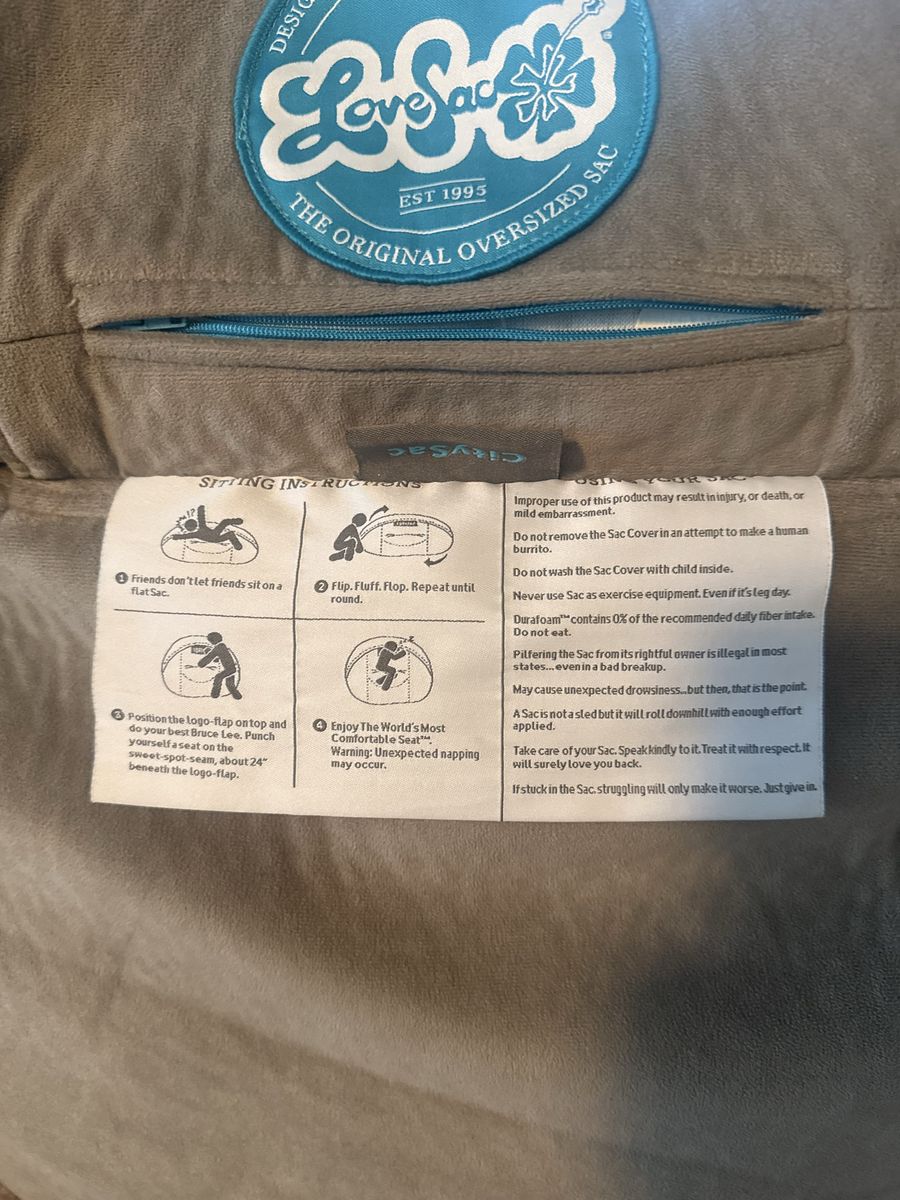 DESIG
LoveSac
®
EST 1995
THE ORIGINAL OVERSIZED SAC
CitySac
SITTING INSTRUCTIONS
!?
1 Friends don't let friends sit on a
flat Sac.
2 Flip. Fluff. Flop. Repeat until
round.
3 Position the logo-flap on top and
do your best Bruce Lee. Punch
yourself a seat on the
sweet-spot-seam, about 24"
beneath the logo-flap.
zzZ
4 Enjoy The World's Most
Comfortable Seat™.
Warning: Unexpected napping
may occur.
USING YOUR SAC
Improper use of this product may result in injury, or death, or
mild embarrassment.
Do not remove the Sac Cover in an attempt to make a human
burrito.
Do not wash the Sac Cover with child inside.
Never use Sac as exercise equipment. Even if it's leg day.
Durafoam™ contains 0% of the recommended daily fiber intake.
Do not eat.
Pilfering the Sac from its rightful owner is illegal in most
states... even in a bad breakup.
May cause unexpected drowsiness...but then, that is the point.
A Sac is not a sled but it will roll downhill with enough effort
applied.
Take care of your Sac. Speak kindly to it. Treat it with respect. It
will surely love you back.
If stuck in the Sac, struggling will only make it worse. Just give in.